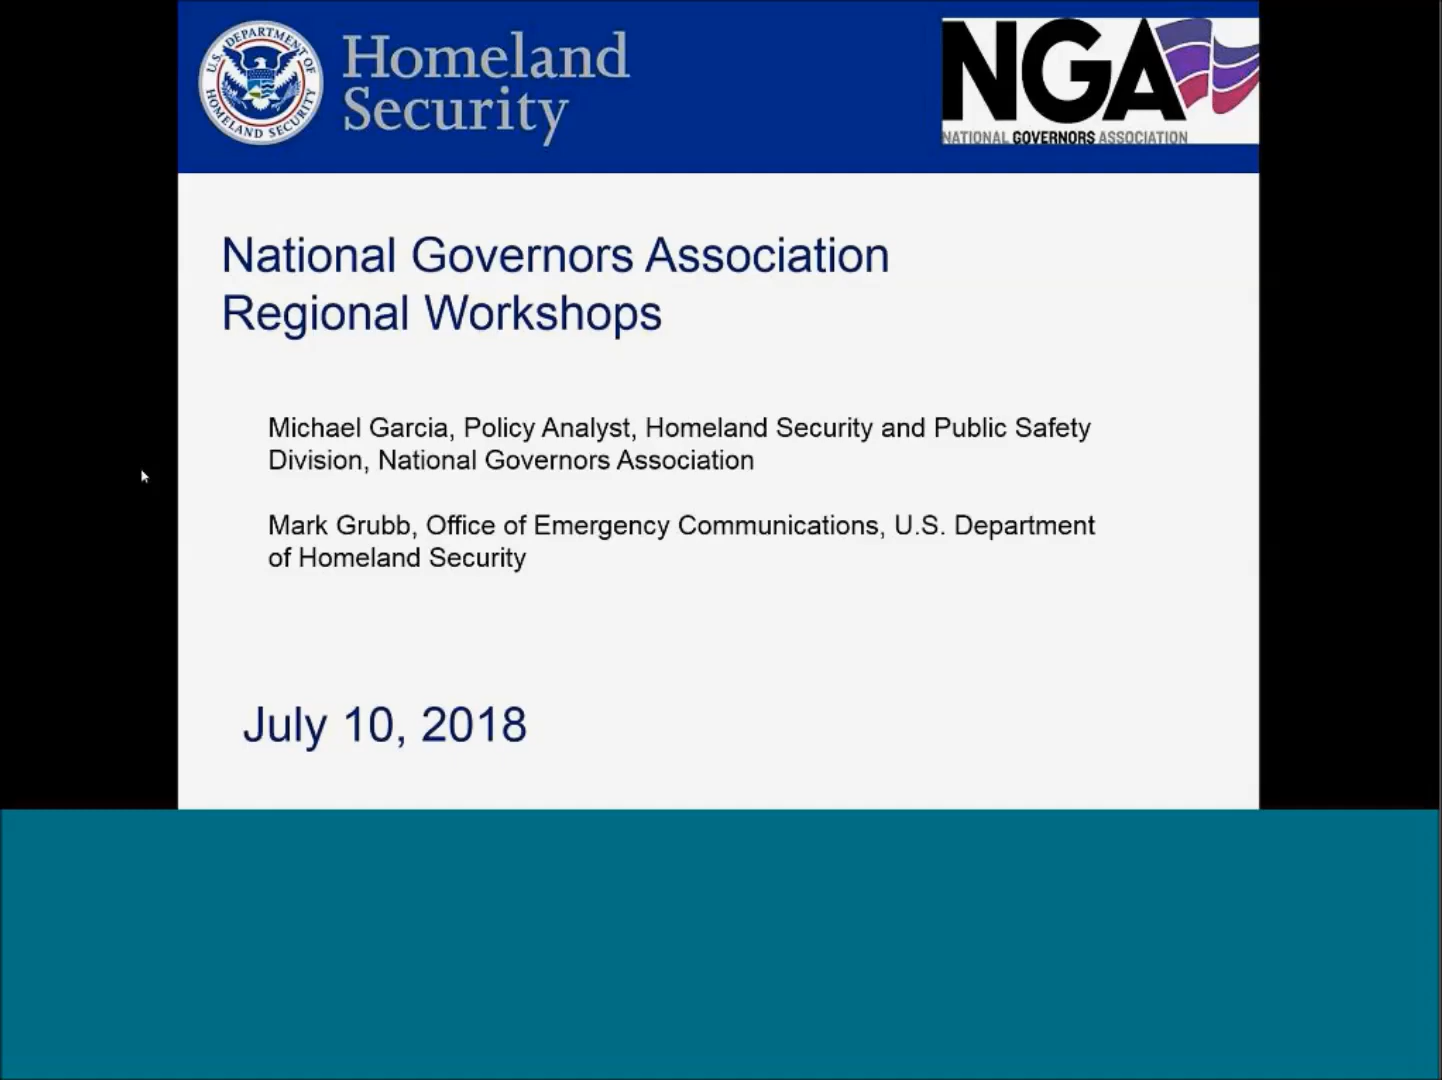 U.S. DEPARTMENT OF
HOMELAND SECURITY
Homeland
Security
NGA
NATIONAL GOVERNORS ASSOCIATION
National Governors Association
Regional Workshops
Michael Garcia, Policy Analyst, Homeland Security and Public Safety
Division, National Governors Association
Mark Grubb, Office of Emergency Communications, U.S. Department
of Homeland Security
July 10, 2018